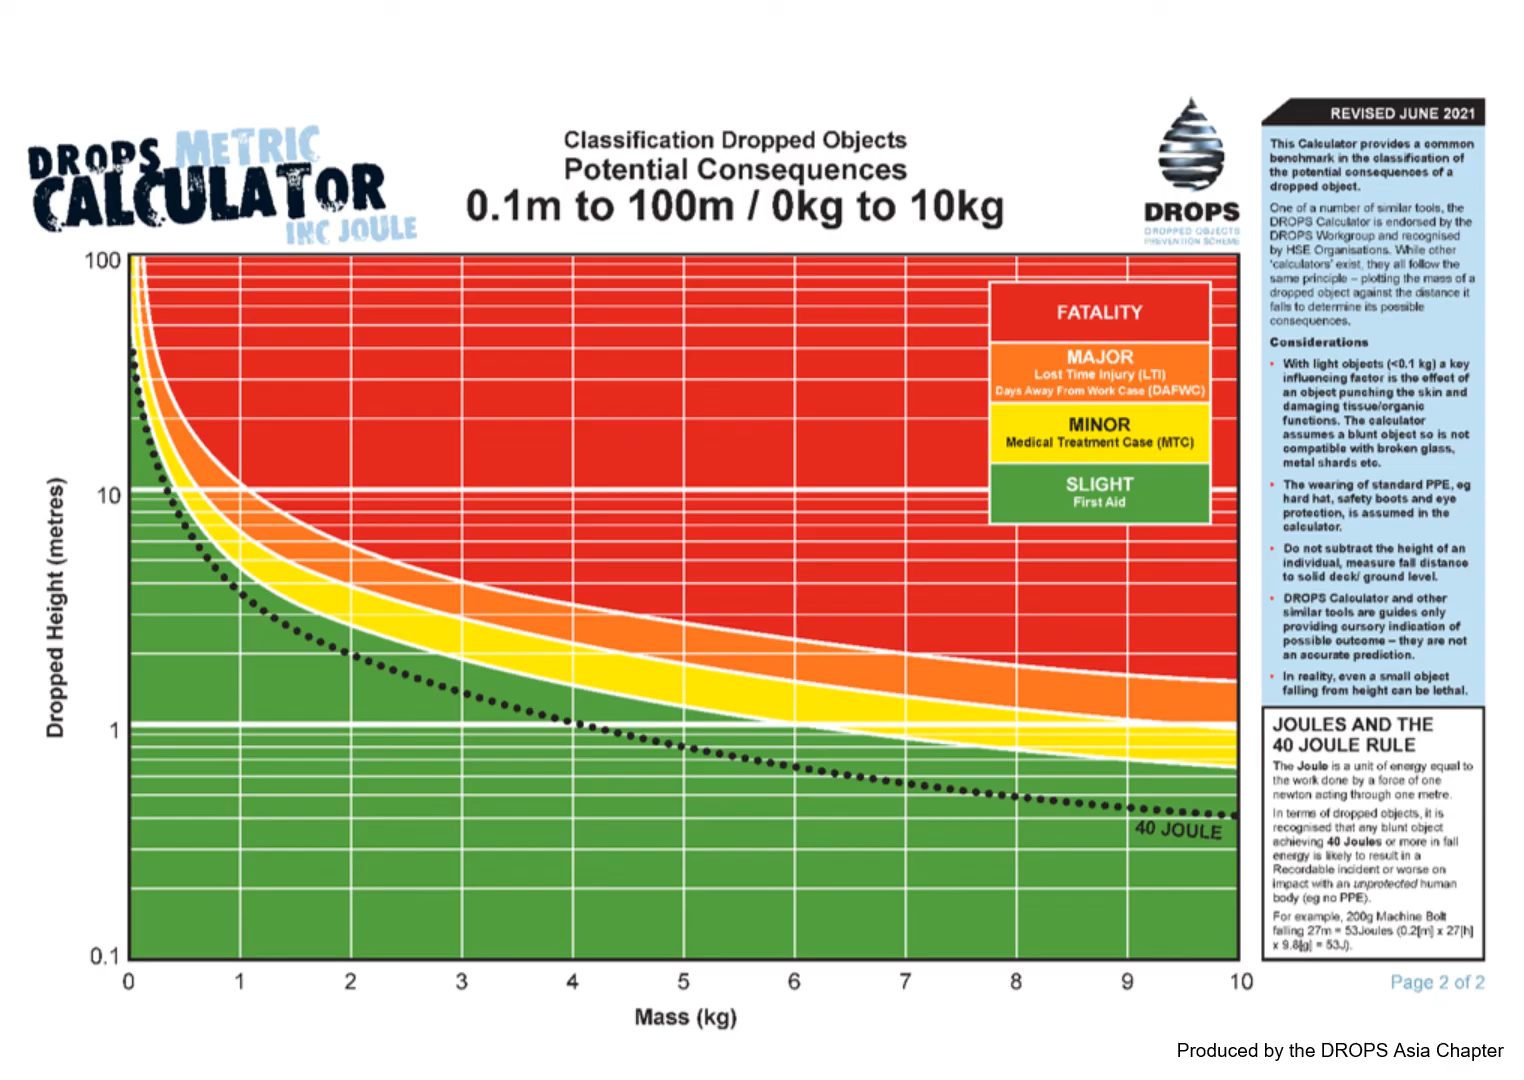 DROPS METRIC
CALCULATOR
INC JOULE
Classification Dropped Objects
Potential Consequences
0.1m to 100m / 0kg to 10kg
DROPS
DROPPED OBJECTS
PREVENTION SCHEME
100
10
1
0.1
Dropped Height (metres)
FATALITY
MAJOR
Lost Time Injury (LTI)
Days Away From Work Case (DAFWC)
MINOR
Medical Treatment Case (MTC)
SLIGHT
First Aid
40 JOULE
0 1 2 3 4 5 6 7 8 9 10
Mass (kg)
REVISED JUNE 2021
This Calculator provides a common
benchmark in the classification of
the potential consequences of a
dropped object.
One of a number of similar tools, the
DROPS Calculator is endorsed by the
DROPS Workgroup and recognised
by HSE Organisations. While other
'calculators' exist, they all follow the
same principle – plotting the mass of a
dropped object against the distance it
falls to determine its possible
consequences.
Considerations
• With light objects (<0.1 kg) a key
influencing factor is the effect of
an object punching the skin and
damaging tissue/organic
functions. The calculator
assumes a blunt object so is not
compatible with broken glass,
metal shards etc.
• The wearing of standard PPE, eg
hard hat, safety boots and eye
protection, is assumed in the
calculator.
• Do not subtract the height of an
individual, measure fall distance
to solid deck/ ground level.
• DROPS Calculator and other
similar tools are guides only
providing cursory indication of
possible outcome – they are not
an accurate prediction.
• In reality, even a small object
falling from height can be lethal.
JOULES AND THE
40 JOULE RULE
The Joule is a unit of energy equal to
the work done by a force of one
newton acting through one metre.
In terms of dropped objects, it is
recognised that any blunt object
achieving 40 Joules or more in fall
energy is likely to result in a
Recordable incident or worse on
impact with an unprotected human
body (eg no PPE).
For example, 200g Machine Bolt
falling 27m = 53Joules (0.2[m] x 27[h]
x 9.8[g] = 53J).
Page 2 of 2
Produced by the DROPS Asia Chapter